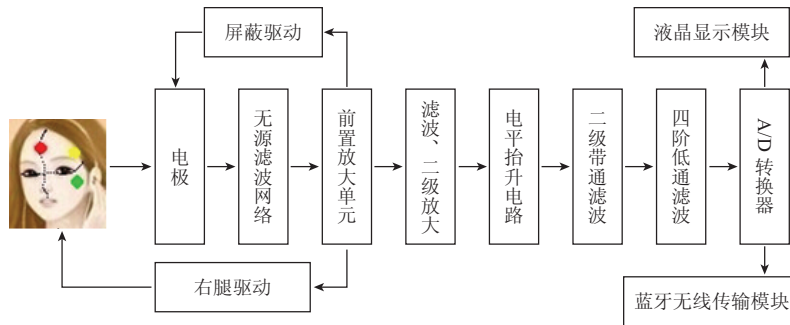 屏蔽驱动
液晶显示模块
电极
无源滤波网络
前置放大单元
滤波、二级放大
电平抬升电路
二级带通滤波
四阶低通滤波
A/D 转换器
右腿驱动
蓝牙无线传输模块